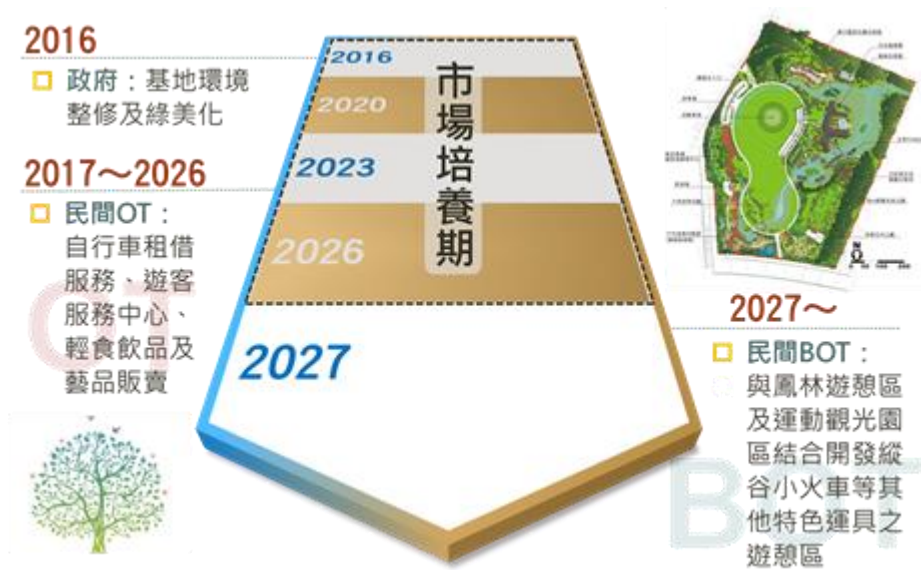 2016
政府：基地環境
整修及綠美化
2017～2026
民間OT：
自行車租借
服務、遊客
服務中心、
輕食飲品及
藝品販賣
OT
2016
2020
2023
2026
2027
市場培養期
N
2027～
民間BOT：
與鳳林遊憩區
及運動觀光園
區結合開發縱
谷小火車等其
他特色運具之
遊憩區
BOT